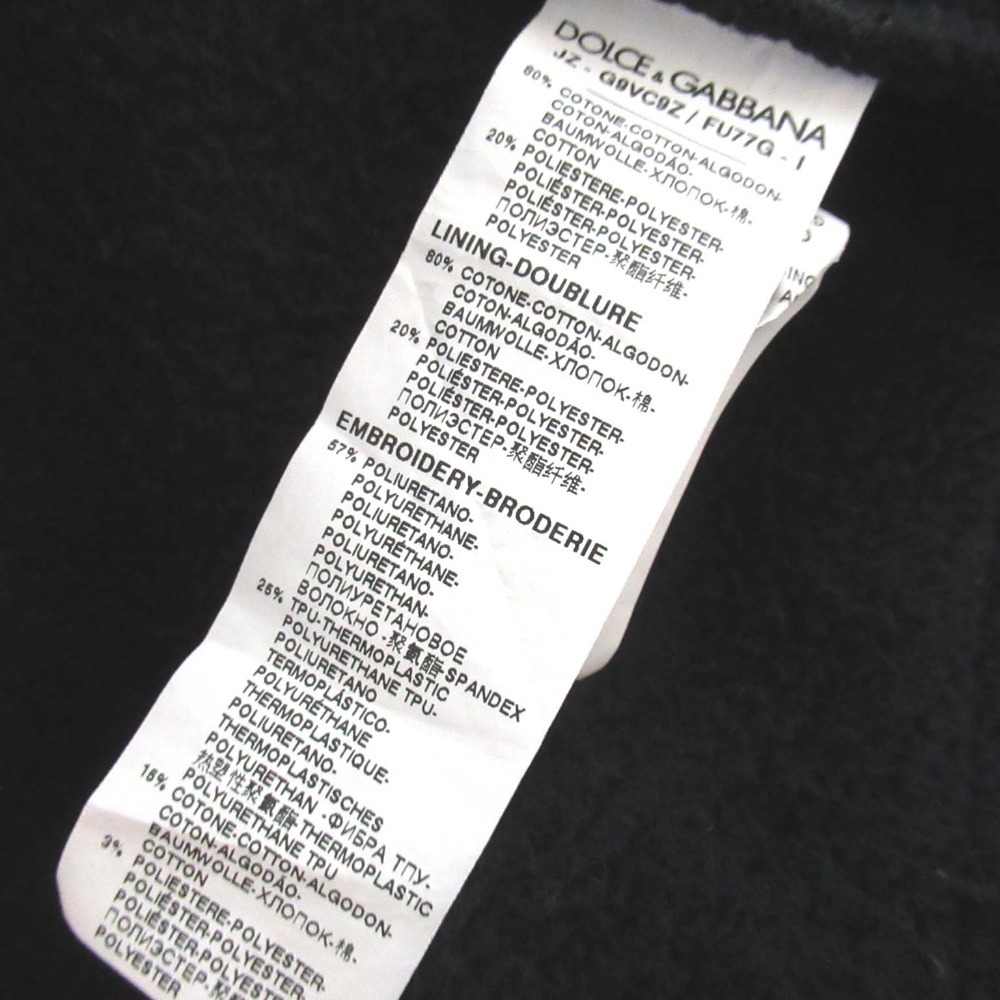 DOLCE & GABBANA
JZ - G9VC9Z / FU77G - I
80% COTONE-COTTON-ALGODON-
COTON-ALGODÃO-
BAUMWOLLE-ХЛОПОК-棉-
COTTON
20% POLIESTERE-POLYESTER-
POLIÉSTER-POLYESTER-
POLIÉSTER-POLYESTER-
ПОЛИЭСТЕР-聚酯纤维-
POLYESTER
LINING-DOUBLURE
80% COTONE-COTTON-ALGODON-
COTON-ALGODÃO-
BAUMWOLLE-ХЛОПОК-棉-
COTTON
20% POLIESTERE-POLYESTER-
POLIÉSTER-POLYESTER-
POLIÉSTER-POLYESTER-
ПОЛИЭСТЕР-聚酯纤维-
POLYESTER
EMBROIDERY-BRODERIE
57% POLIURETANO-
POLYURETHANE-
POLIURETANO-
POLYURÉTHANE-
POLIURETANO-
POLYURETHAN-
ПОЛИУРЕТАНОВОЕ
ВОЛОКНО-聚氨酯-SPANDEX
25% TPU-THERMOPLASTIC
POLYURETHANE TPU-
POLIURETANO
TERMOPLÁSTICO-
POLYURÉTHANE
THERMOPLASTIQUE-
POLIURETANO-
THERMOPLASTISCHES
POLYURETHAN -ФИБРА ТПУ-
热塑性聚氨酯-THERMOPLASTIC
POLYURETHANE TPU
15% COTONE-COTTON-ALGODON-
COTON-ALGODÃO-
BAUMWOLLE-ХЛОПОК-棉-
COTTON
3% POLIESTERE-POLYESTER-
POLIÉSTER-POLYESTER-
POLIÉSTER-POLYESTER-
ПОЛИЭСТЕР-聚酯
POLYESTER